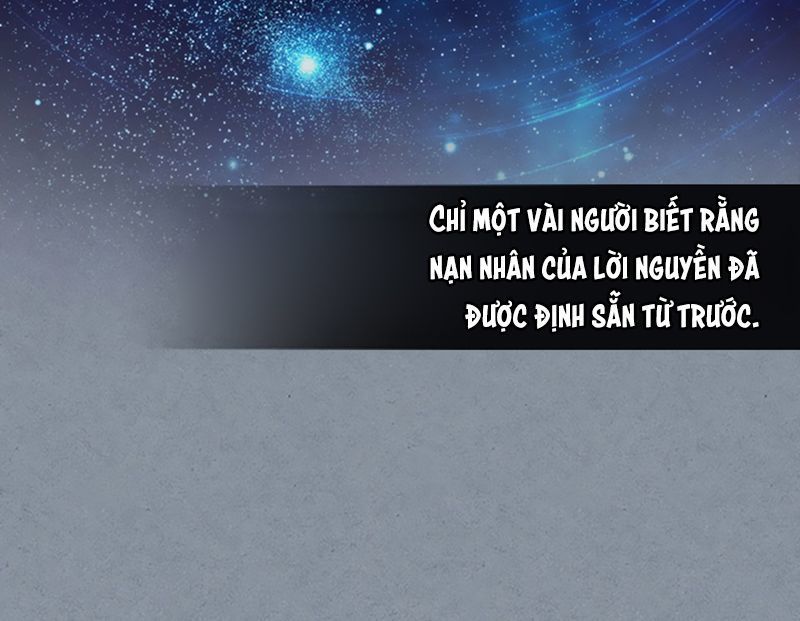 CHỈ MỘT VÀI NGƯỜI BIẾT RẰNG
NẠN NHÂN CỦA LỜI NGUYỀN ĐÃ
ĐƯỢC ĐỊNH SẴN TỪ TRƯỚC.